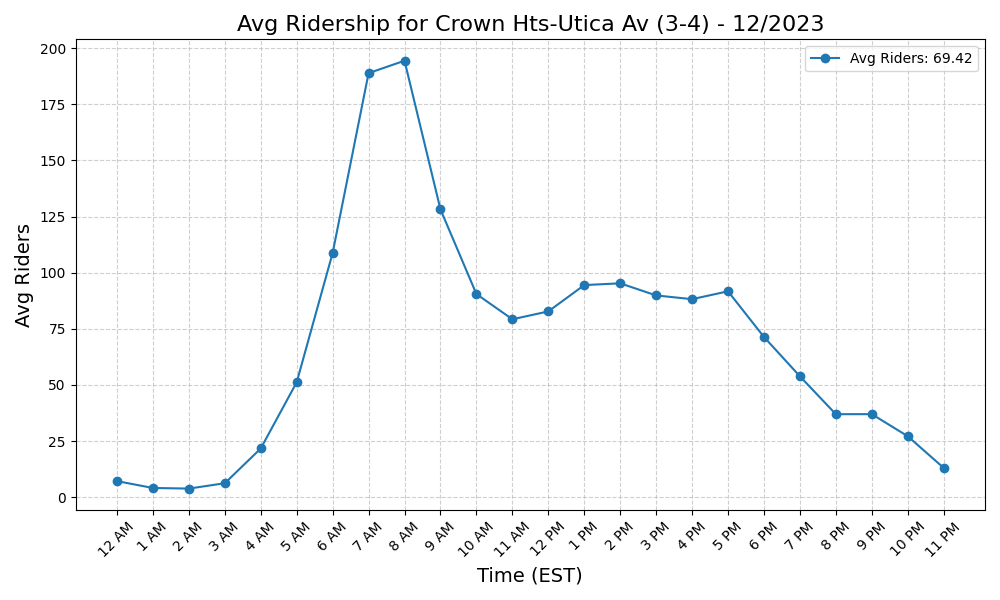 Avg Ridership for Crown Hts-Utica Av (3-4) - 12/2023
Avg Riders: 69.42
200
175
150
125
100
75
50
25
0
Avg Riders
12 AM
1 AM
2 AM
3 AM
4 AM
5 AM
6 AM
7 AM
8 AM
9 AM
10 AM
11 AM
12 PM
1 PM
2 PM
3 PM
4 PM
5 PM
6 PM
7 PM
8 PM
9 PM
10 PM
11 PM
Time (EST)